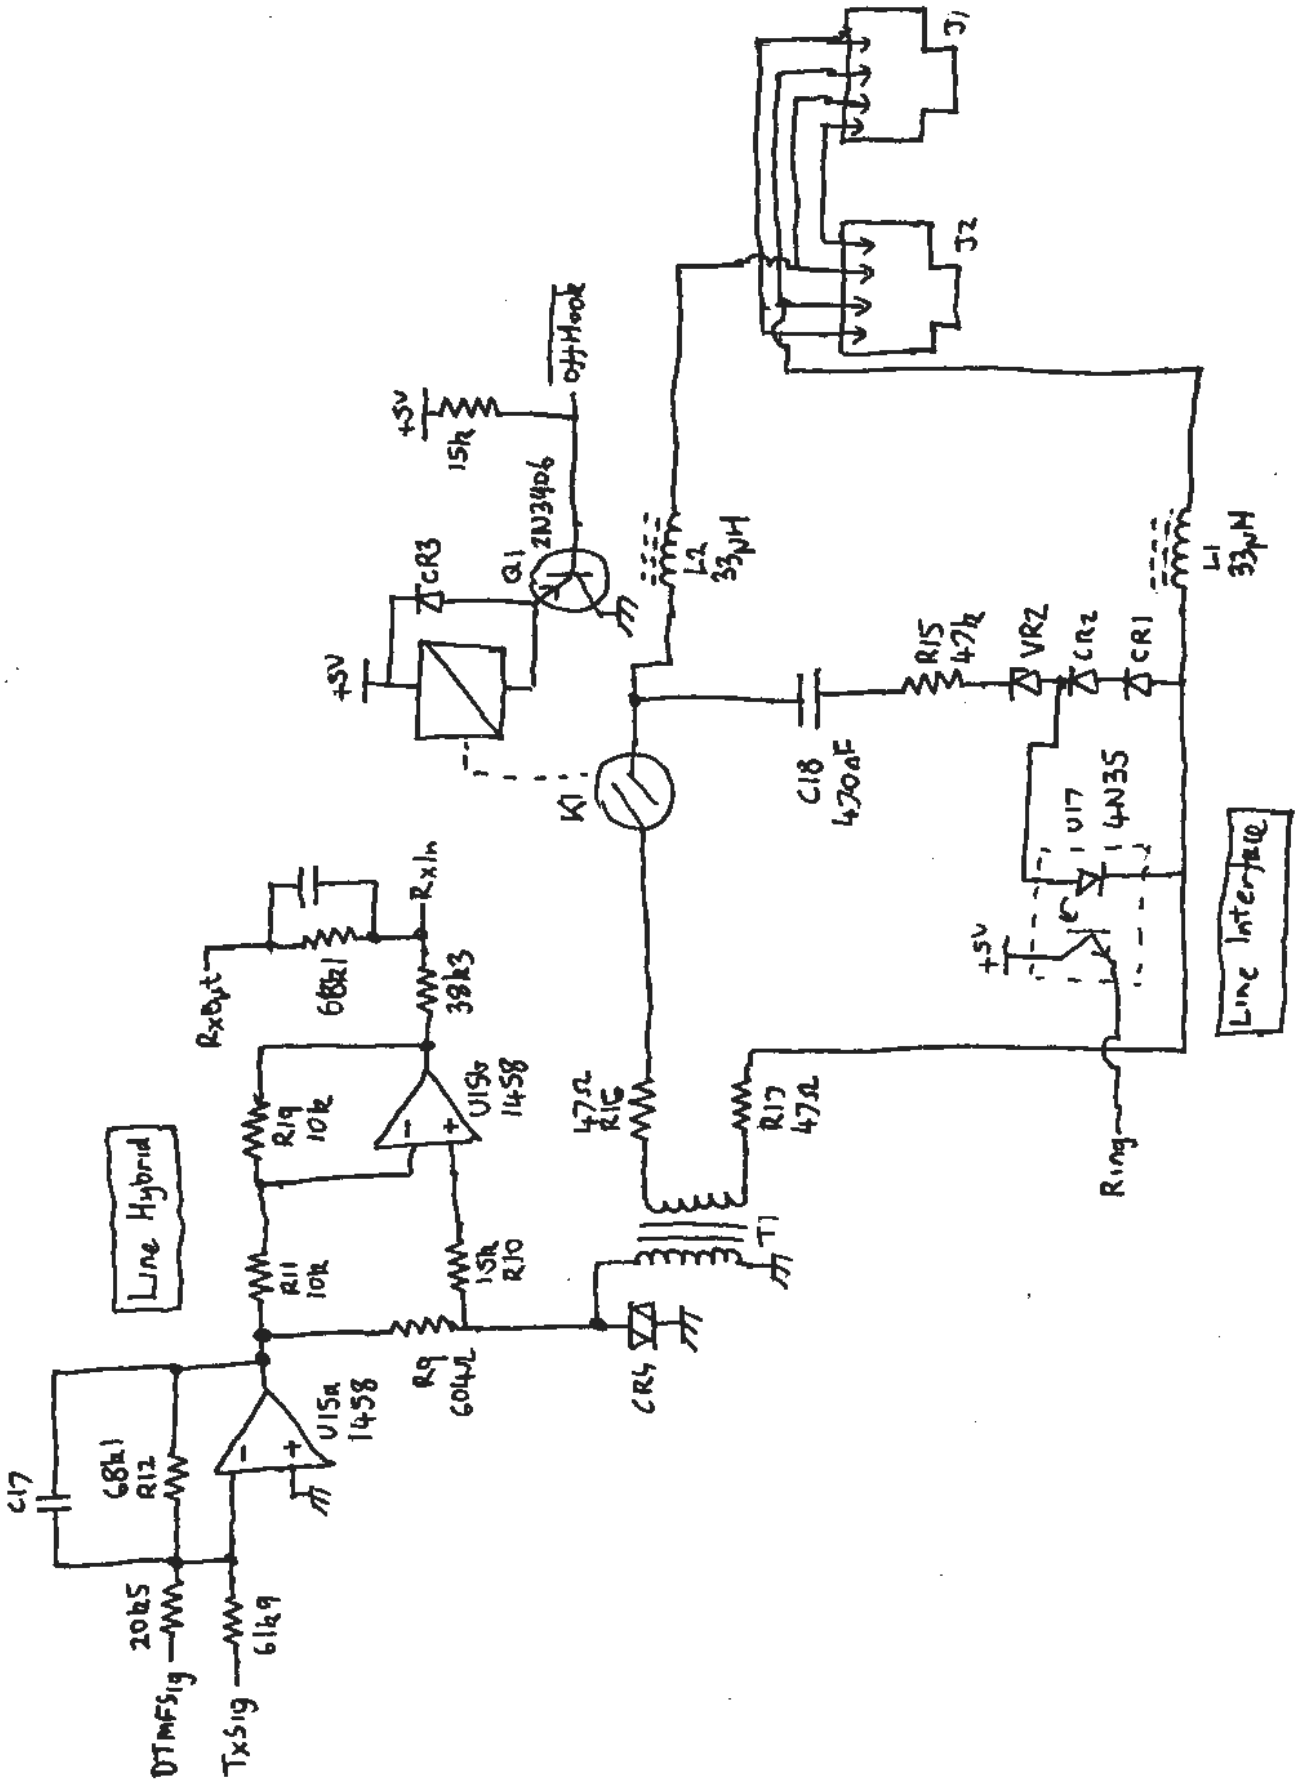 Line Hybrid
C17
68k1
R12
20k5
DTMFSig
TxSig
61k9
-
+
U15a
1458
R11
10k
R19
10k
R9
604Ω
15k
R10
-
+
U15b
1458
RxOut
68k1
38k3
RxIn
CR4
T1
47Ω
R16
R17
47Ω
K1
+5V
CR3
Q1
2N3406
+5V
15k
OffHook
L2
33µH
C18
470nF
R15
47k
VR2
CR2
CR1
U17
4N35
+5V
Ring
L1
33µH
J1
J2
Line Interface